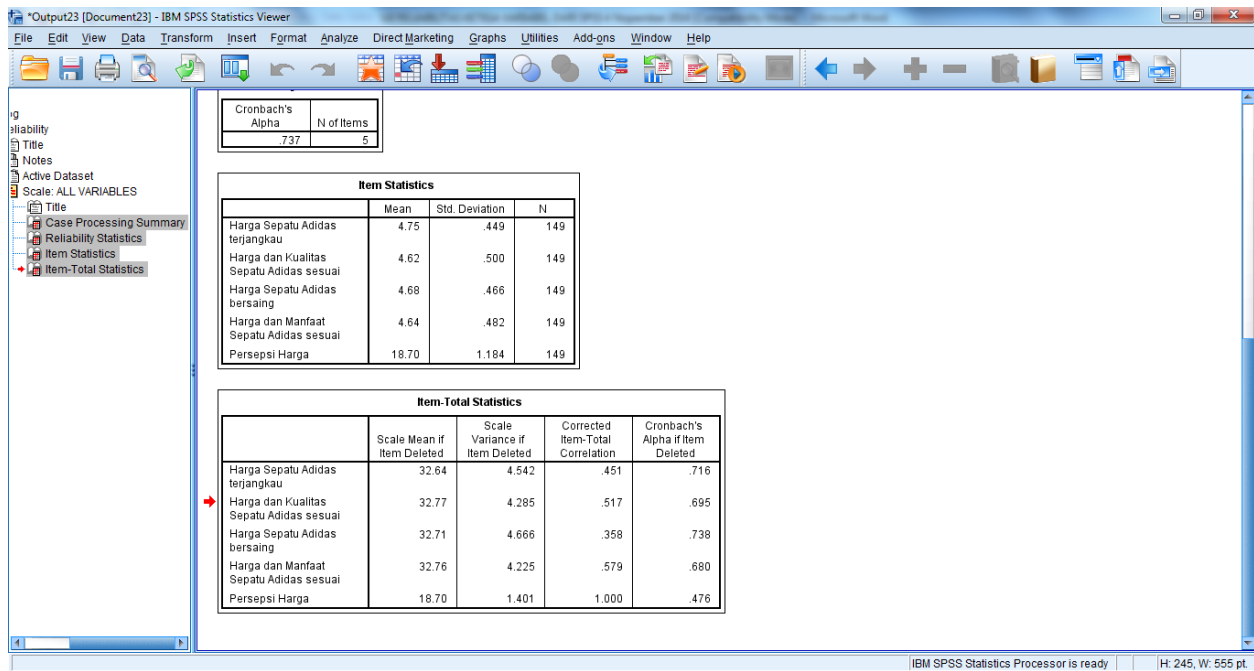 *Output23 [Document23] - IBM SPSS Statistics Viewer
File Edit View Data Transform Insert Format Analyze Direct Marketing Graphs Utilities Add-ons Window Help
Title
Notes
Active Dataset
Scale: ALL VARIABLES
Title
Case Processing Summary
Reliability Statistics
Item Statistics
Item-Total Statistics
Cronbach's
Alpha N of Items
.737 5
Item Statistics
Mean Std. Deviation N
Harga Sepatu Adidas
terjangkau 4.75 .449 149
Harga dan Kualitas
Sepatu Adidas sesuai 4.62 .500 149
Harga Sepatu Adidas
bersaing 4.68 .466 149
Harga dan Manfaat
Sepatu Adidas sesuai 4.64 .482 149
Persepsi Harga 18.70 1.184 149
Item-Total Statistics
Scale Mean if
Item Deleted Scale
Variance if
Item Deleted Corrected
Item-Total
Correlation Cronbach's
Alpha if Item
Deleted
Harga Sepatu Adidas
terjangkau 32.64 4.542 .451 .716
Harga dan Kualitas
Sepatu Adidas sesuai 32.77 4.285 .517 .695
Harga Sepatu Adidas
bersaing 32.71 4.666 .358 .738
Harga dan Manfaat
Sepatu Adidas sesuai 32.76 4.225 .579 .680
Persepsi Harga 18.70 1.401 1.000 .476
IBM SPSS Statistics Processor is ready H: 245, W: 555 pt.